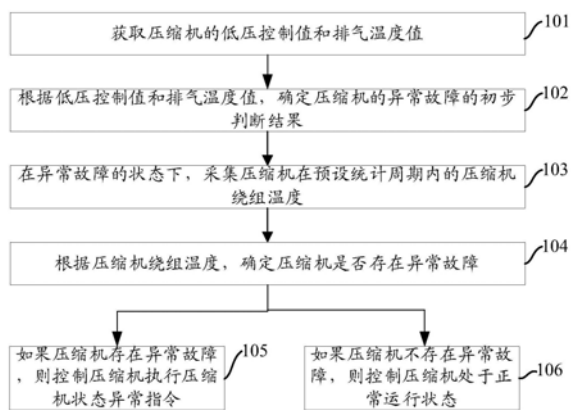 获取压缩机的低压控制值和排气温度值
101
根据低压控制值和排气温度值，确定压缩机的异常故障的初步
判断结果
102
在异常故障的状态下，采集压缩机在预设统计周期内的压缩机
绕组温度
103
根据压缩机绕组温度，确定压缩机是否存在异常故障
104
如果压缩机存在异常故障
，则控制压缩机执行压缩
机状态异常指令
105
如果压缩机不存在异常故
障，则控制压缩机处于正
常运行状态
106